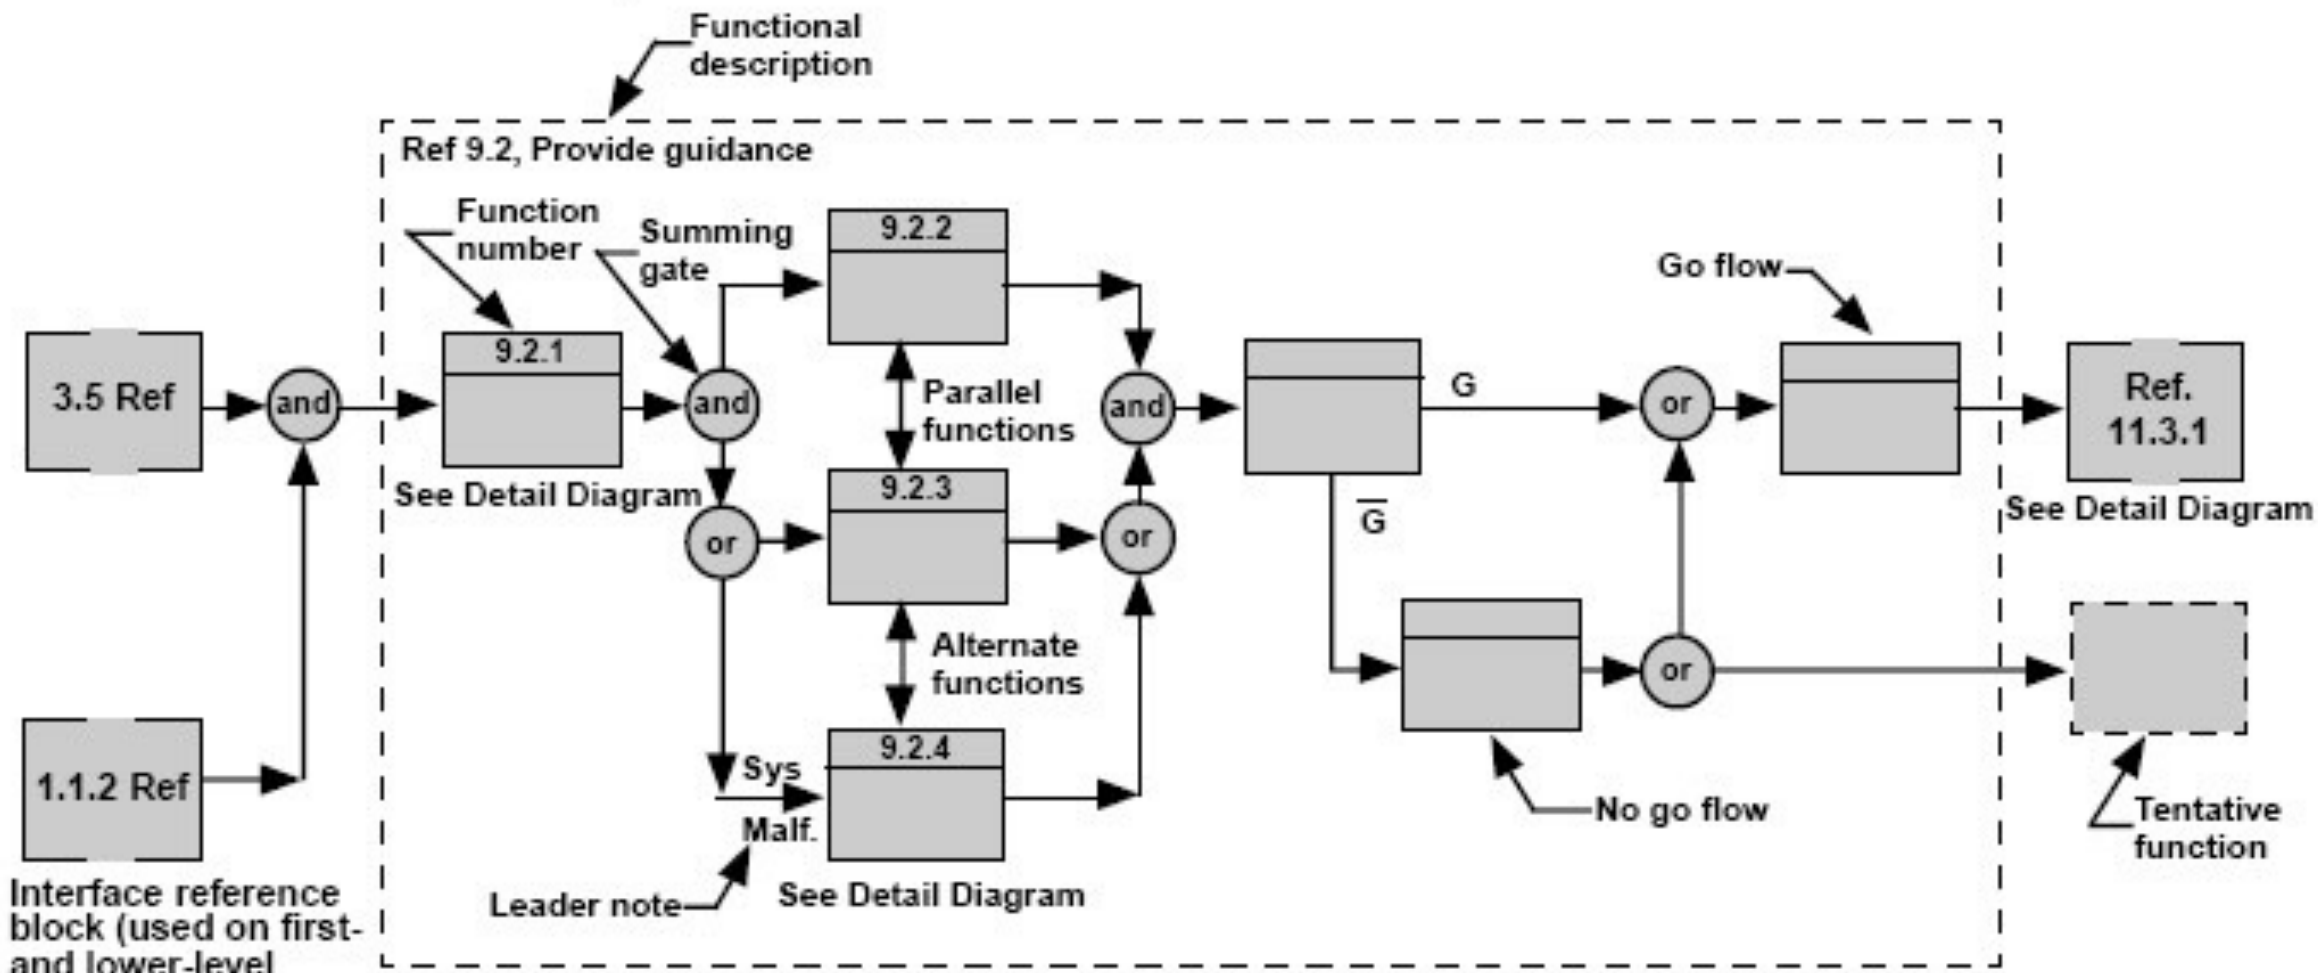 Functional
description
Ref 9.2, Provide guidance
Function
number
Summing
gate
9.2.2
Go flow
3.5 Ref
and
9.2.1
and
Parallel
functions
and
G
or
Ref.
11.3.1
See Detail Diagram
or
9.2.3
or
G̅
See Detail Diagram
Alternate
functions
or
1.1.2 Ref
Sys
Malf.
9.2.4
No go flow
Tentative
function
Leader note
See Detail Diagram
Interface reference
block (used on first-
and lower-level